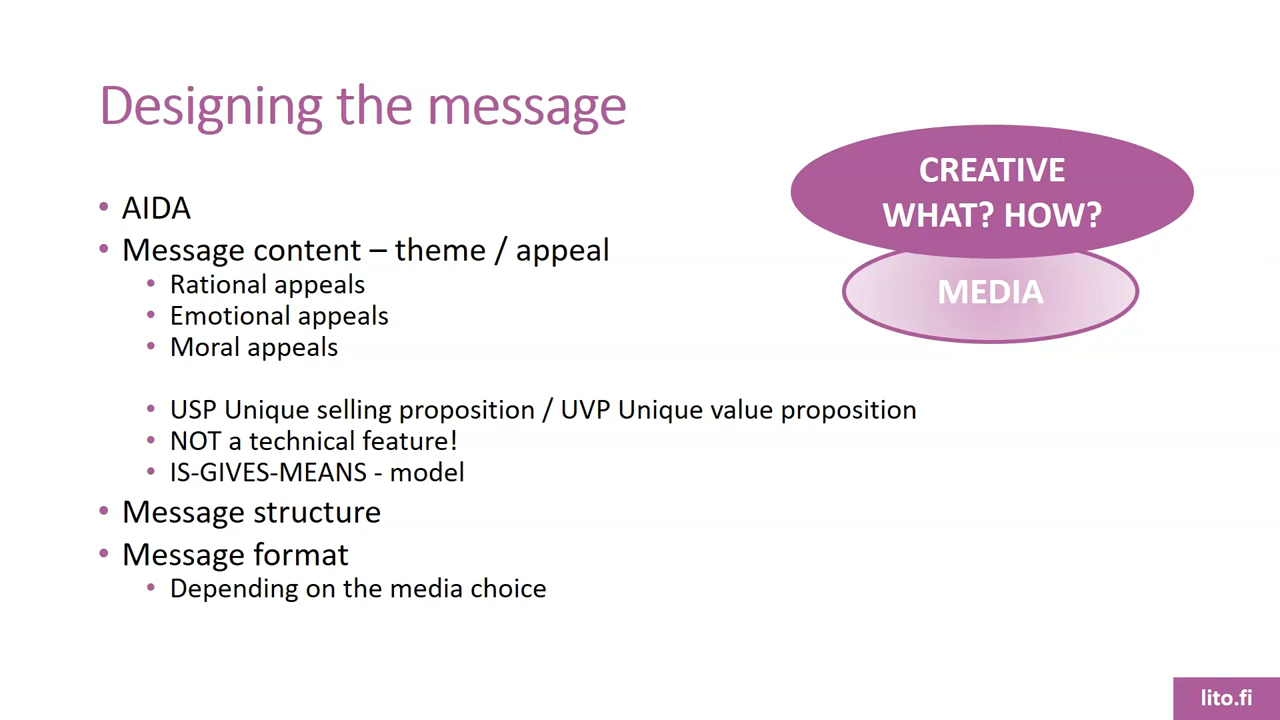 Designing the message
• AIDA
• Message content – theme / appeal
• Rational appeals
• Emotional appeals
• Moral appeals
• USP Unique selling proposition / UVP Unique value proposition
• NOT a technical feature!
• IS-GIVES-MEANS - model
• Message structure
• Message format
• Depending on the media choice
CREATIVE
WHAT? HOW?
MEDIA
lito.fi